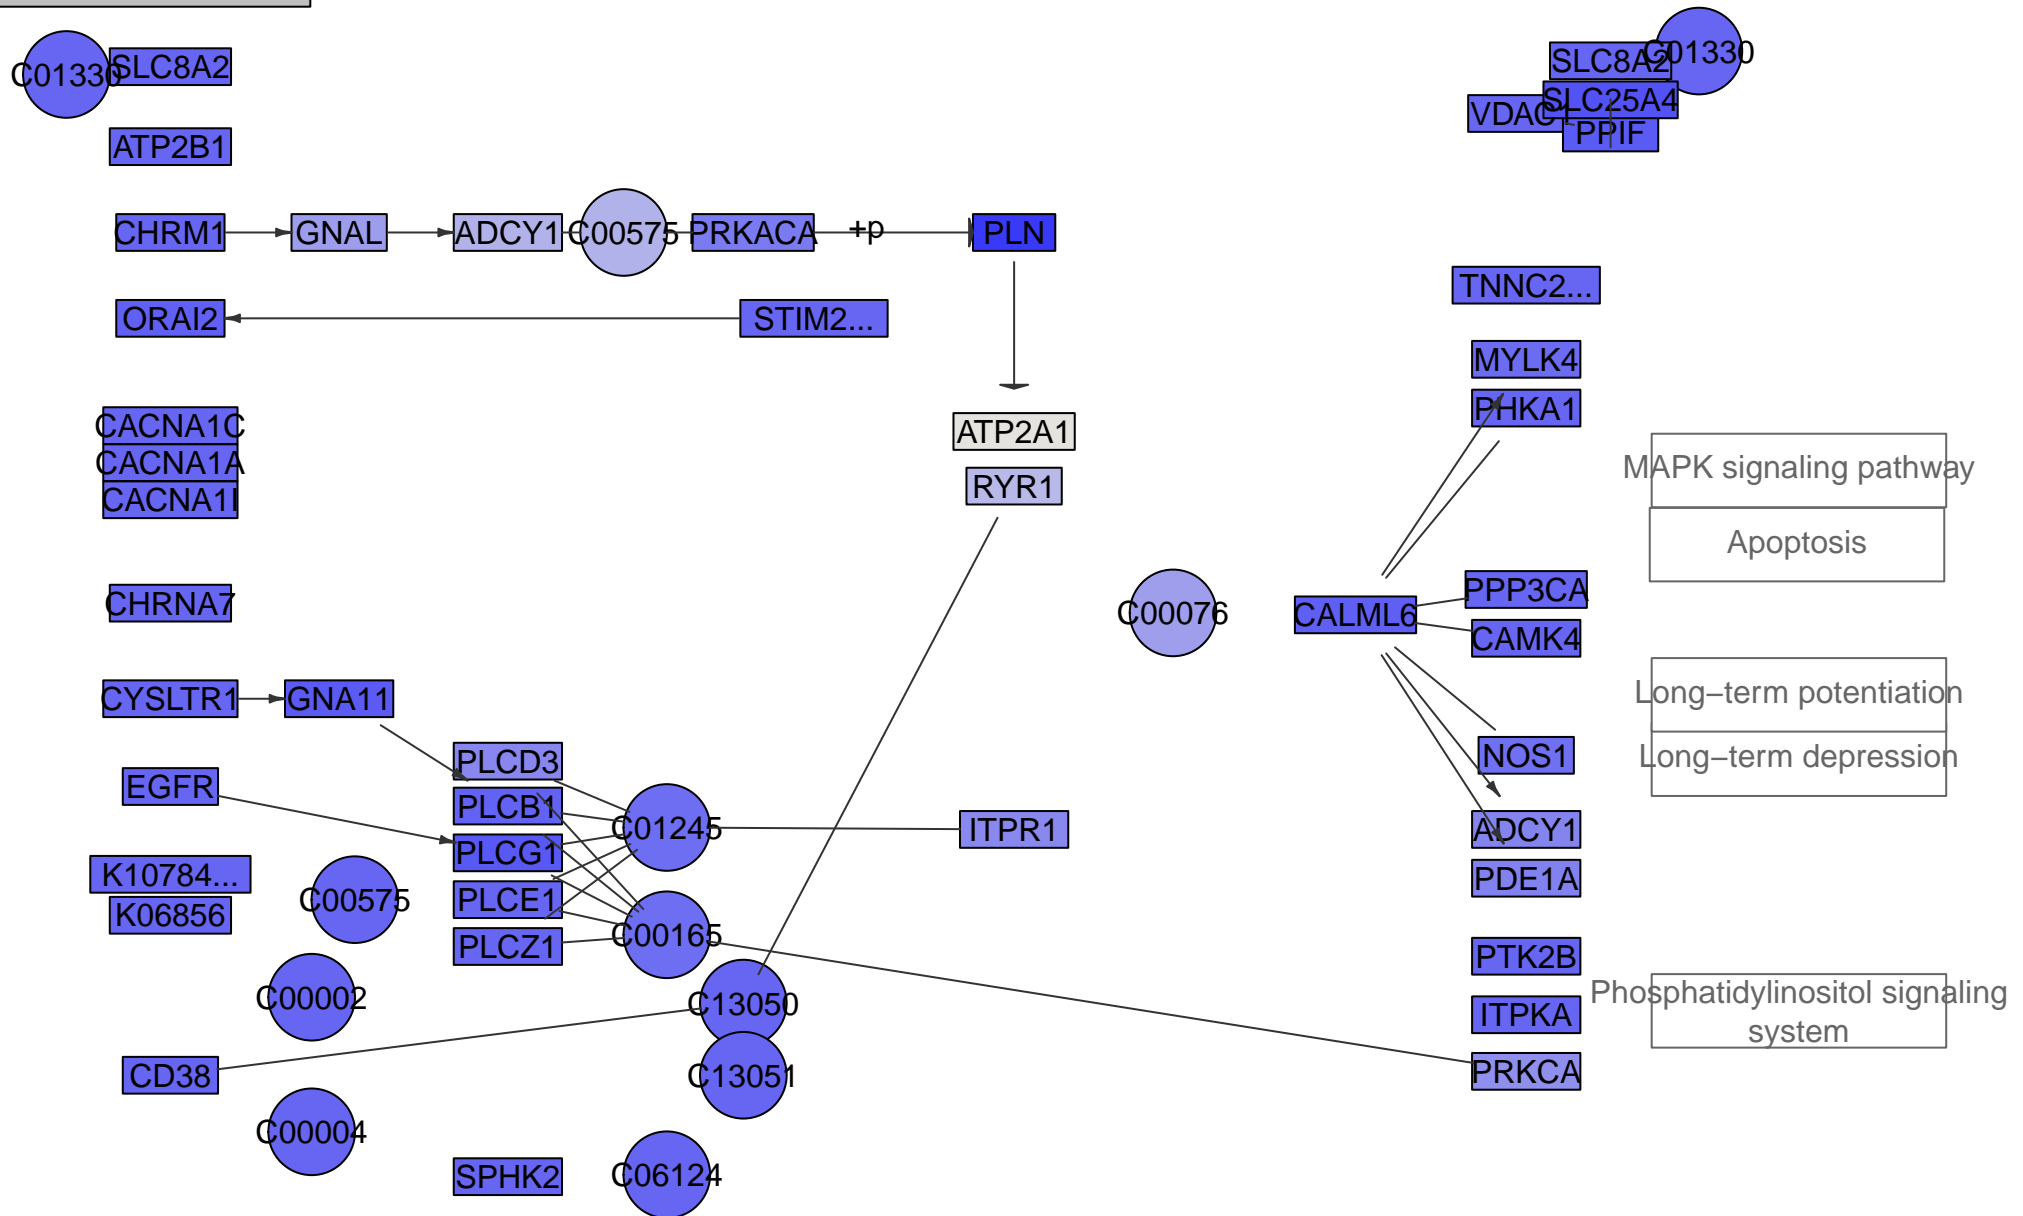 C01330
SLC8A2
SLC8A2
C01330
SLC25A4
VDAC1
PPIF
ATP2B1
CHRM1
GNAL
ADCY1
C00575
PRKACA
+p
PLN
TNNC2...
ORAI2
STIM2...
MYLK4
PHKA1
CACNA1C
ATP2A1
CACNA1A
MAPK signaling pathway
RYR1
CACNA1I
Apoptosis
CHRNA7
C00076
CALML6
PPP3CA
CAMK4
CYSLTR1
GNA11
Long−term potentiation
PLCD3
NOS1
Long−term depression
EGFR
PLCB1
C01245
ITPR1
ADCY1
PLCG1
K10784...
PDE1A
C00575
PLCE1
K06856
C00165
PLCZ1
PTK2B
C00002
C13050
Phosphatidylinositol signaling
system
ITPKA
CD38
C13051
PRKCA
C00004
SPHK2
C06124